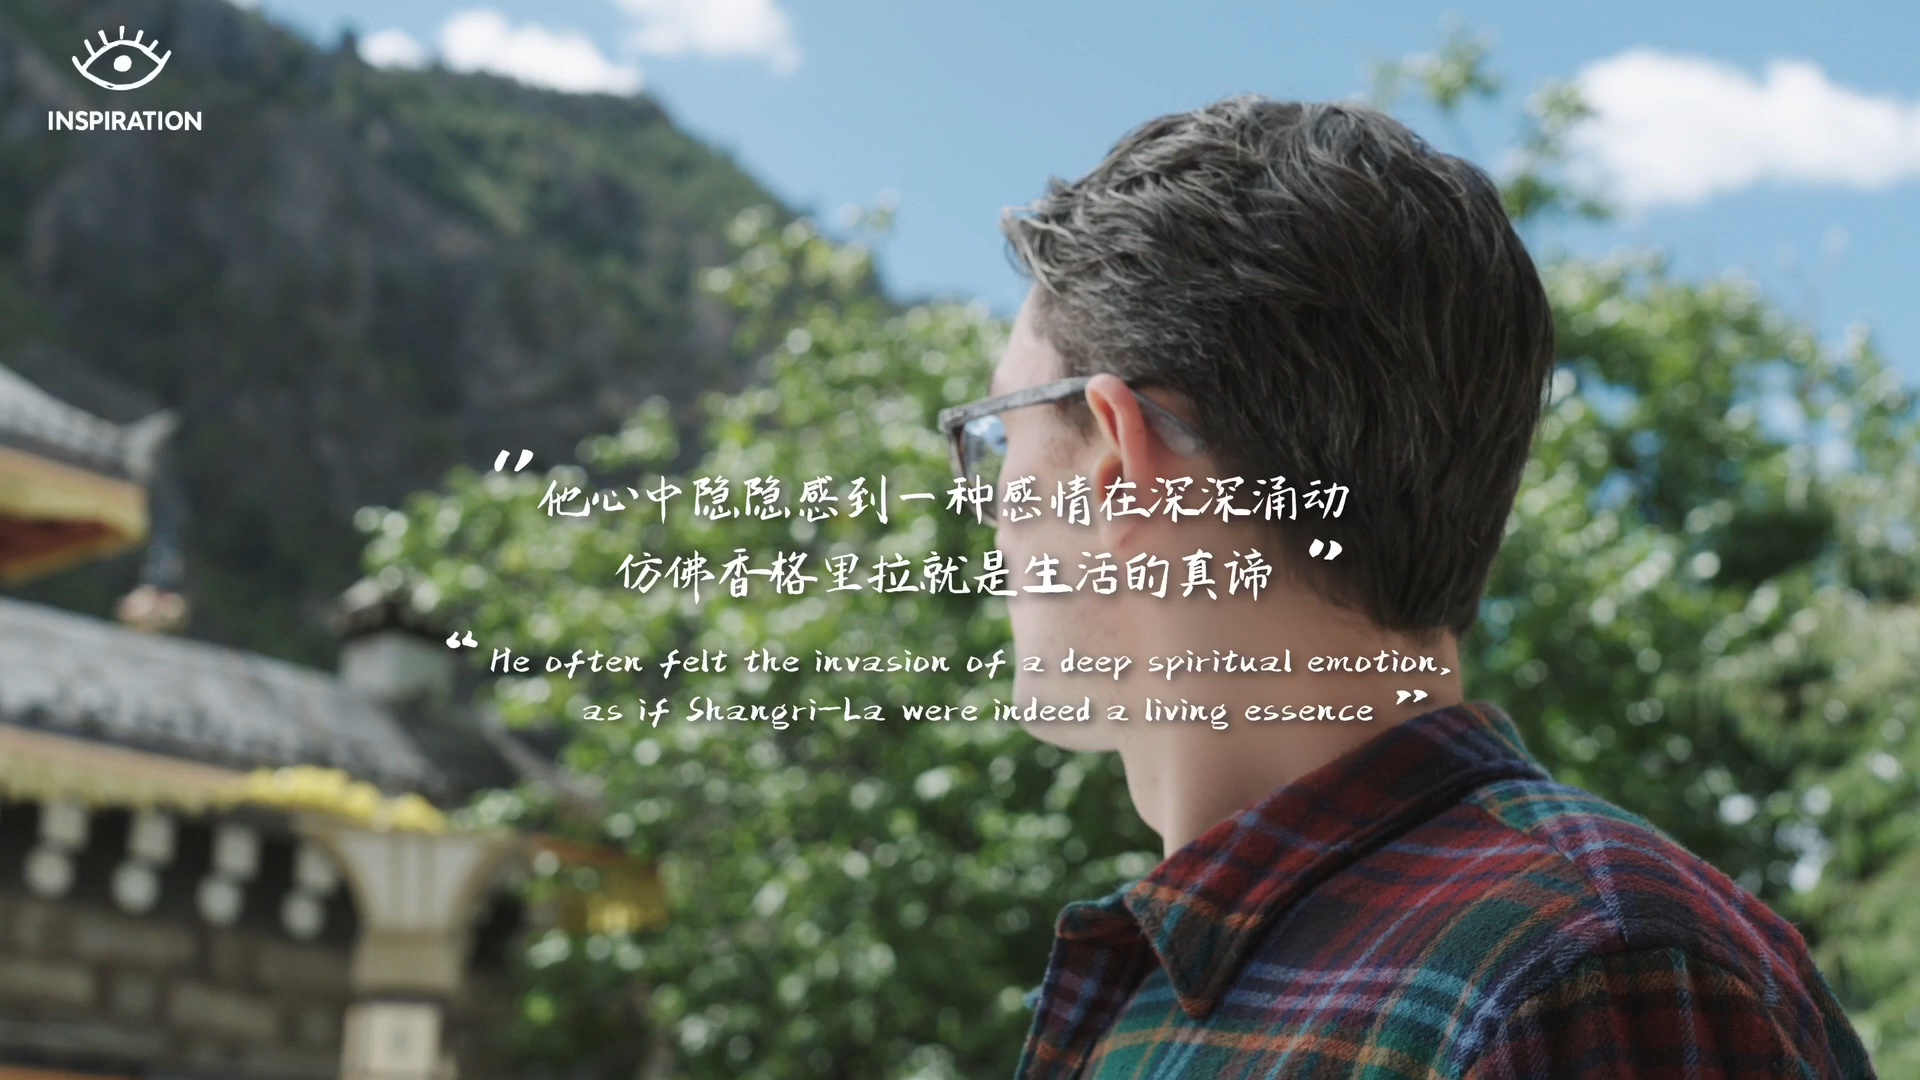 INSPIRATION
“他心中隐隐感到一种感情在深深涌动
仿佛香格里拉就是生活的真谛”
“He often felt the invasion of a deep spiritual emotion,
as if Shangri-La were indeed a living essence”